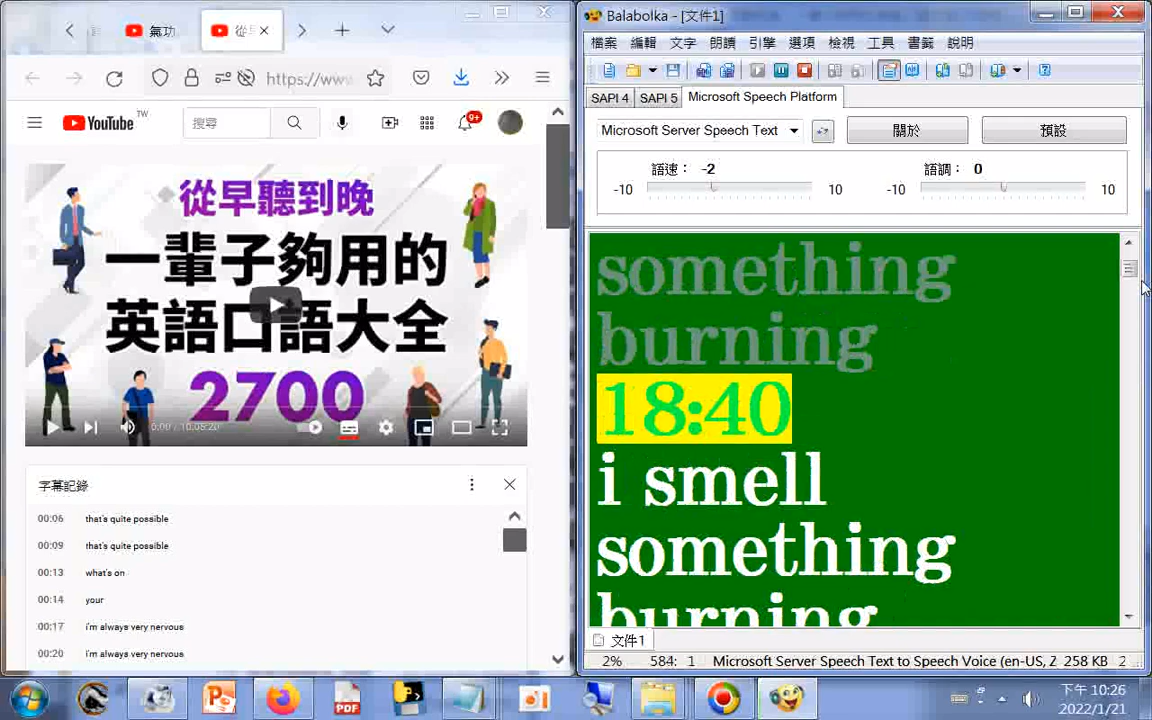 氣功
從
https://www
YouTube TW
搜尋
9+
從早聽到晚
一輩子夠用的
英語口語大全
2700
0:00 / 10:05:20
字幕記錄
00:06 that's quite possible
00:09 that's quite possible
00:13 what's on
00:14 your
00:17 i'm always very nervous
00:20 i'm always very nervous
Balabolka - [文件1]
檔案 編輯 文字 朗讀 引擎 選項 檢視 工具 書籤 說明
SAPI 4 SAPI 5 Microsoft Speech Platform
Microsoft Server Speech Text
關於
預設
語速： -2
語調： 0
-10 10
-10 10
something
burning
18:40
i smell
something
burning
文件1
2% 584: 1 Microsoft Server Speech Text to Speech Voice (en-US, Z 258 KB 2
PDF
下午 10:26
2022/1/21